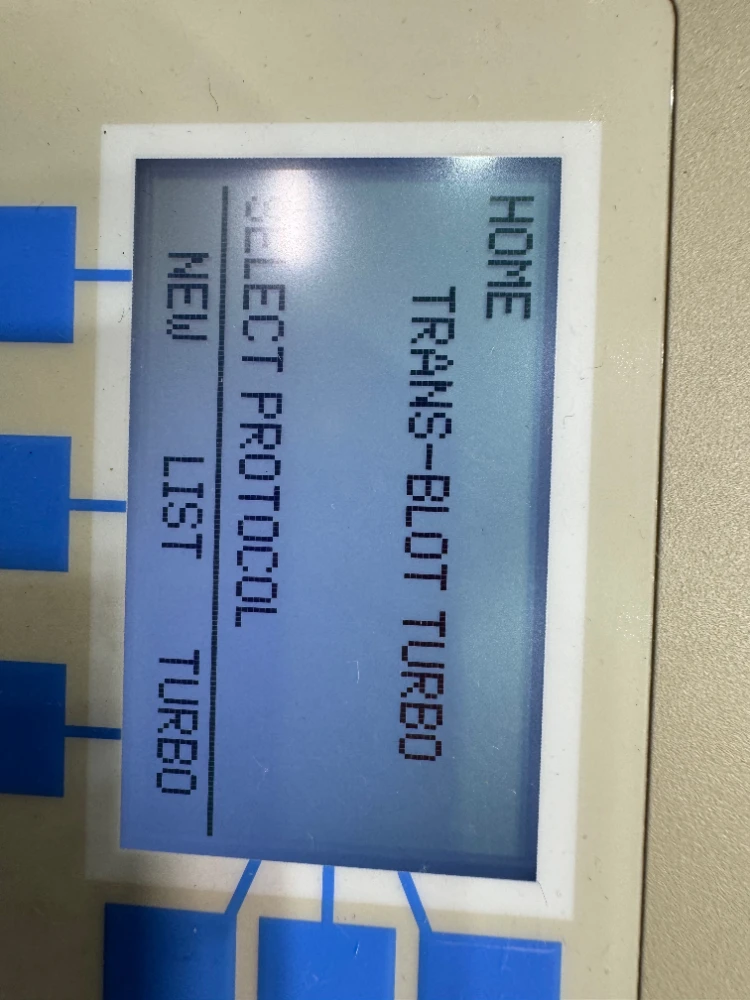 HOME
TRANS-BLOT TURBO
SELECT PROTOCOL
NEW LIST TURBO